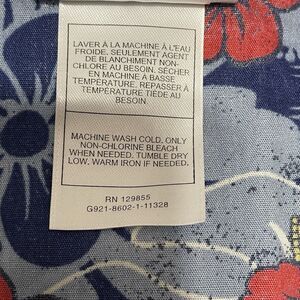 LAVER À LA MACHINE À L'EAU
FROIDE. SEULEMENT AGENT
DE BLANCHIMENT NON-
CHLORE AU BESOIN. SÉCHER
EN MACHINE À BASSE
TEMPÉRATURE. REPASSER À
TEMPÉRATURE TIÈDE AU
BESOIN.
MACHINE WASH COLD. ONLY
NON-CHLORINE BLEACH
WHEN NEEDED. TUMBLE DRY
LOW. WARM IRON IF NEEDED.
RN 129855
G921-8602-1-11328